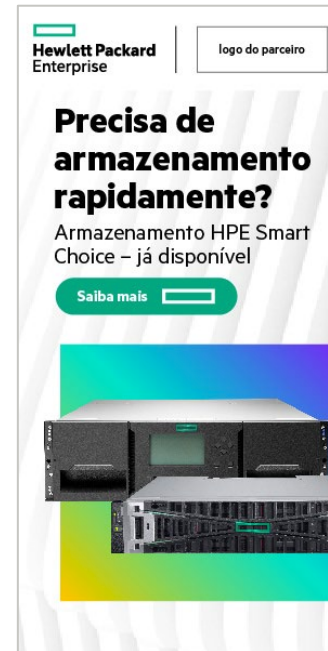 Hewlett Packard
Enterprise
logo do parceiro
Precisa de
armazenamento
rapidamente?
Armazenamento HPE Smart
Choice – já disponível
Saiba mais